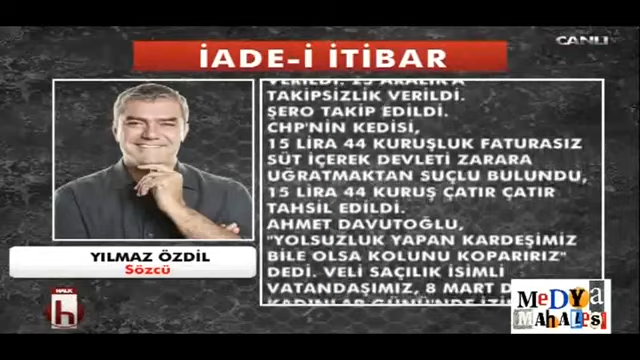 CANLI
İADE-İ İTİBAR
VERİLDİ. 25 ARALIK'A
TAKİPSİZLİK VERİLDİ.
ŞERO TAKİP EDİLDİ.
CHP'NİN KEDİSİ,
15 LİRA 44 KURUŞLUK FATURASIZ
SÜT İÇEREK DEVLETİ ZARARA
UĞRATMAKTAN SUÇLU BULUNDU,
15 LİRA 44 KURUŞ ÇATIR ÇATIR
TAHSİL EDİLDİ.
AHMET DAVUTOĞLU,
"YOLSUZLUK YAPAN KARDEŞİMİZ
BİLE OLSA KOLUNU KOPARIRIZ"
DEDİ. VELİ SAÇILIK İSİMLİ
VATANDAŞIMIZ, 8 MART D
KADINLAR GÜNÜ'NDE
YILMAZ ÖZDİL
Sözcü
HALK
h
MeDYa
MaHALLesi